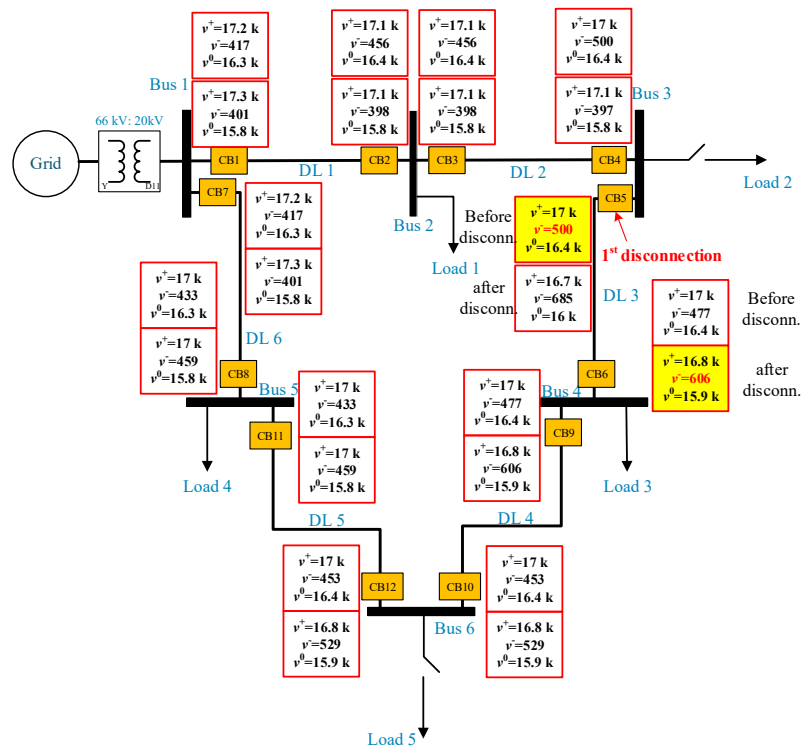 v⁺=17.2 k
v⁻=417
v⁰=16.3 k
v⁺=17.1 k
v⁻=456
v⁰=16.4 k
v⁺=17.1 k
v⁻=456
v⁰=16.4 k
v⁺=17 k
v⁻=500
v⁰=16.4 k
Bus 1
Bus 3
v⁺=17.3 k
v⁻=401
v⁰=15.8 k
v⁺=17.1 k
v⁻=398
v⁰=15.8 k
v⁺=17.1 k
v⁻=398
v⁰=15.8 k
v⁺=17.1 k
v⁻=397
v⁰=15.8 k
66 kV: 20kV
Grid
Y
D11
CB1
DL 1
CB2
CB3
DL 2
CB4
Load 2
CB7
CB5
Bus 2
Load 1
1st disconnection
Before
disconn.
v⁺=17 k
v⁻=500
v⁰=16.4 k
after
disconn.
v⁺=16.7 k
v⁻=685
v⁰=16 k
DL 3
v⁺=17.2 k
v⁻=417
v⁰=16.3 k
v⁺=17.3 k
v⁻=401
v⁰=15.8 k
v⁺=17 k
v⁻=433
v⁰=16.3 k
v⁺=17 k
v⁻=459
v⁰=15.8 k
DL 6
v⁺=17 k
v⁻=477
v⁰=16.4 k
Before
disconn.
v⁺=16.8 k
v⁻=606
v⁰=15.9 k
after
disconn.
CB8
Bus 5
CB6
Bus 4
CB11
v⁺=17 k
v⁻=433
v⁰=16.3 k
v⁺=17 k
v⁻=459
v⁰=15.8 k
v⁺=17 k
v⁻=477
v⁰=16.4 k
v⁺=16.8 k
v⁻=606
v⁰=15.9 k
CB9
Load 4
Load 3
DL 5
DL 4
v⁺=17 k
v⁻=453
v⁰=16.4 k
v⁺=16.8 k
v⁻=529
v⁰=15.9 k
CB12
CB10
v⁺=17 k
v⁻=453
v⁰=16.4 k
v⁺=16.8 k
v⁻=529
v⁰=15.9 k
Bus 6
Load 5